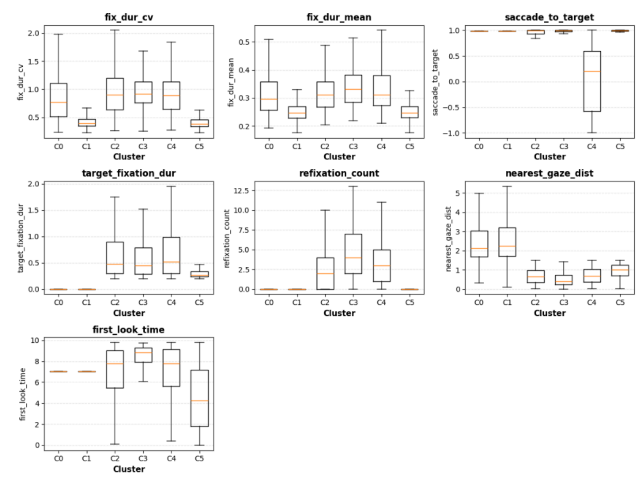 fix_dur_cv
fix_dur_mean
saccade_to_target
fix_dur_cv
2.0
1.5
1.0
0.5
C0 C1 C2 C3 C4 C5
Cluster
fix_dur_mean
0.5
0.4
0.3
0.2
C0 C1 C2 C3 C4 C5
Cluster
saccade_to_target
1.0
0.5
0.0
−0.5
−1.0
C0 C1 C2 C3 C4 C5
Cluster
target_fixation_dur
refixation_count
nearest_gaze_dist
target_fixation_dur
2.0
1.5
1.0
0.5
0.0
C0 C1 C2 C3 C4 C5
Cluster
refixation_count
12.5
10.0
7.5
5.0
2.5
0.0
C0 C1 C2 C3 C4 C5
Cluster
nearest_gaze_dist
5
4
3
2
1
0
C0 C1 C2 C3 C4 C5
Cluster
first_look_time
first_look_time
10
8
6
4
2
0
C0 C1 C2 C3 C4 C5
Cluster